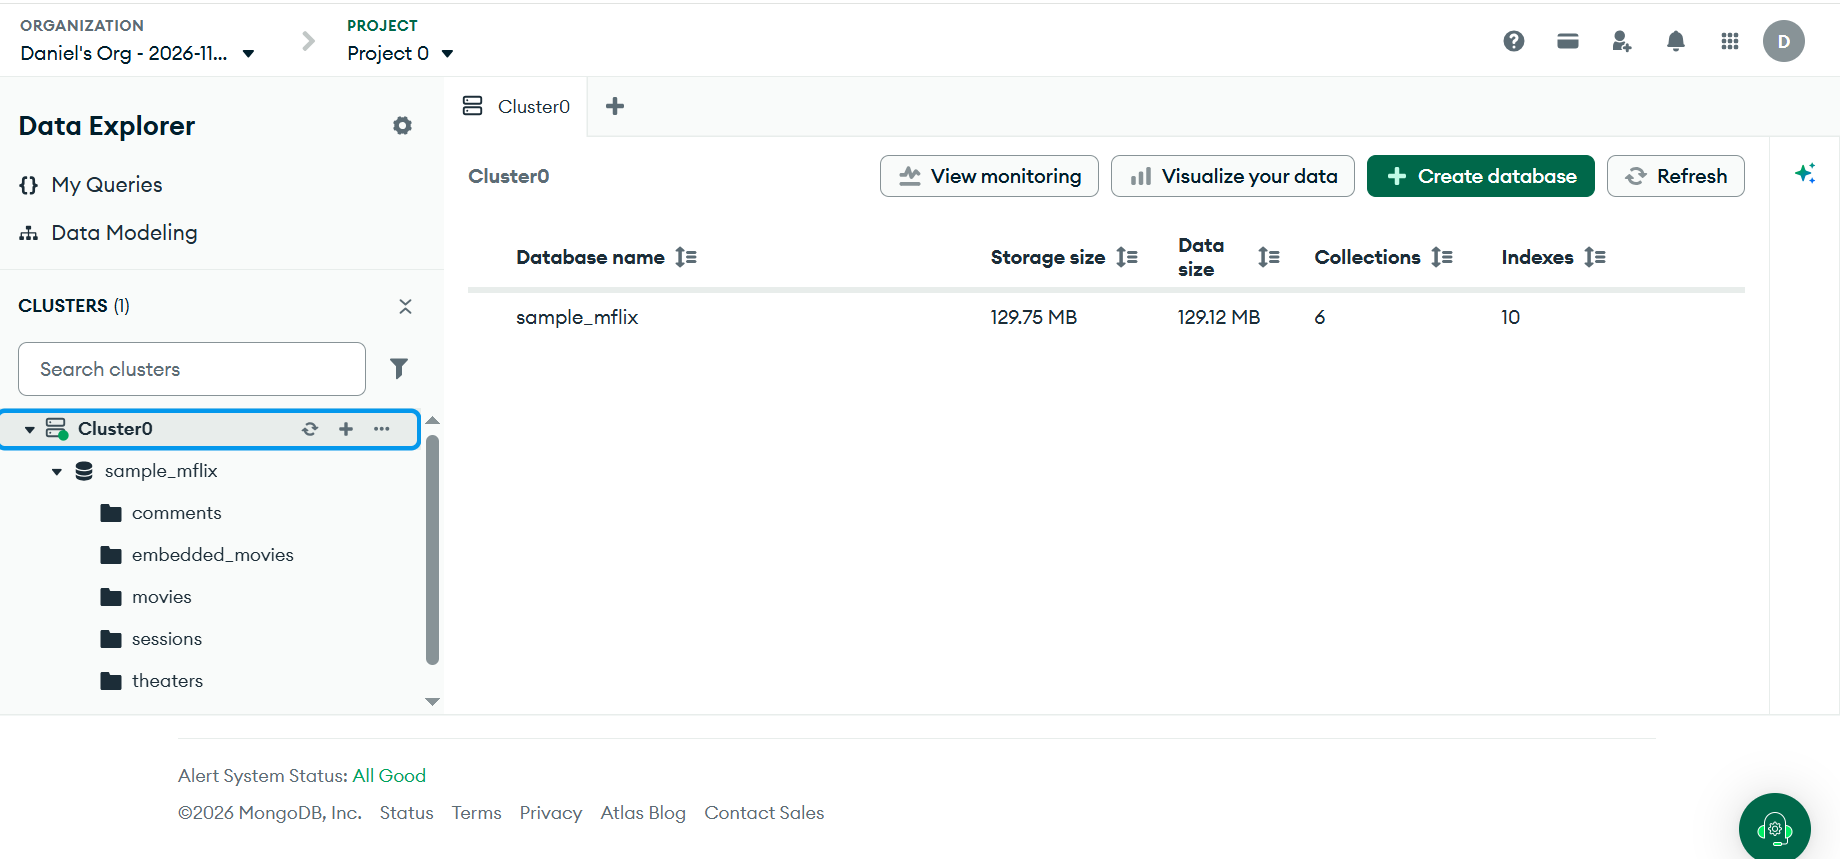 ORGANIZATION
Daniel's Org - 2026-11...
PROJECT
Project 0
D
Data Explorer
My Queries
Data Modeling
CLUSTERS (1)
Search clusters
Cluster0
sample_mflix
comments
embedded_movies
movies
sessions
theaters
Cluster0
Cluster0
View monitoring
Visualize your data
Create database
Refresh
Database name
Storage size
Data size
Collections
Indexes
sample_mflix 129.75 MB 129.12 MB 6 10
Alert System Status: All Good
©2026 MongoDB, Inc. Status Terms Privacy Atlas Blog Contact Sales